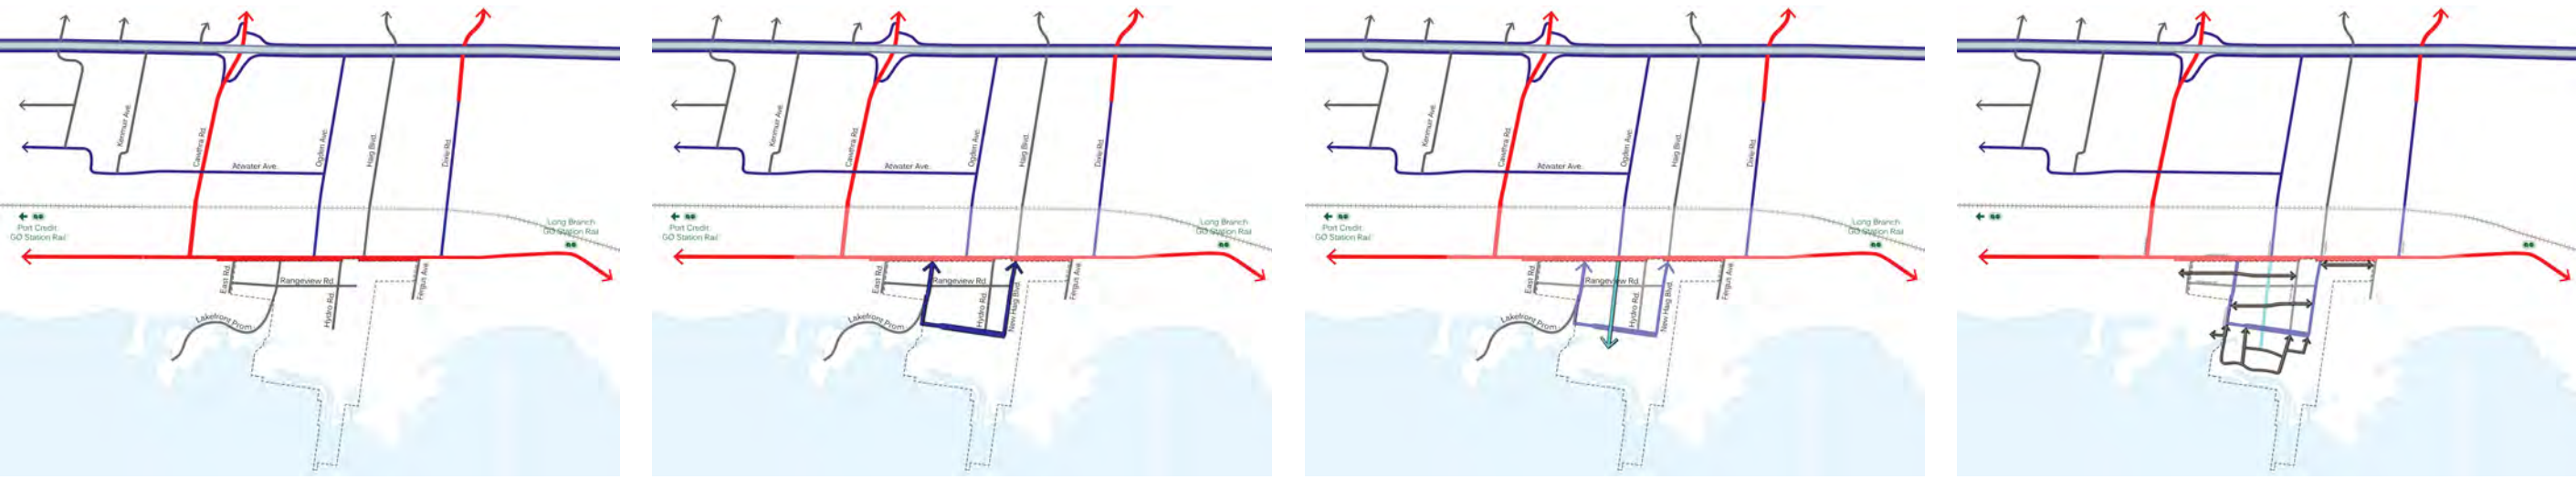 Kenmuir Ave.
Cawthra Rd.
Ogden Ave.
Haig Blvd.
Dixie Rd.
Atwater Ave.
Port Credit
GO Station Rail
Long Branch
GO Station Rail
East Rd.
Rangeview Rd.
Hydro Rd.
Fergus Ave.
Lakefront Prom.
Kenmuir Ave.
Cawthra Rd.
Ogden Ave.
Haig Blvd.
Dixie Rd.
Atwater Ave.
Port Credit
GO Station Rail
Long Branch
GO Station Rail
East Rd.
Rangeview Rd.
Hydro Rd.
New Haig Blvd.
Fergus Ave.
Lakefront Prom.
Kenmuir Ave.
Cawthra Rd.
Ogden Ave.
Haig Blvd.
Dixie Rd.
Atwater Ave.
Port Credit
GO Station Rail
Long Branch
GO Station Rail
East Rd.
Rangeview Rd.
Hydro Rd.
New Haig Blvd.
Fergus Ave.
Lakefront Prom.